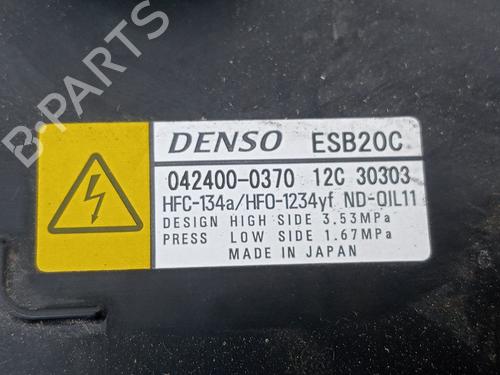 DENSO ESB20C
042400-0370 12C 30303
HFC-134a/HFO-1234yf ND-OIL11
DESIGN HIGH SIDE 3.53MPa
PRESS LOW SIDE 1.67MPa
MADE IN JAPAN
B-PARTS